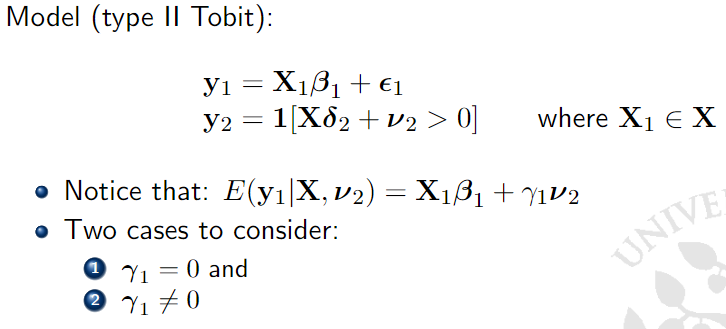 Model (type II Tobit):
y₁ = X₁β₁ + ϵ₁
y₂ = 1[Xδ₂ + ν₂ > 0] where X₁ ∈ X
Notice that: E(y₁|X, ν₂) = X₁β₁ + γ₁ν₂
Two cases to consider:
1 γ₁ = 0 and
2 γ₁ ≠ 0
UNIVE